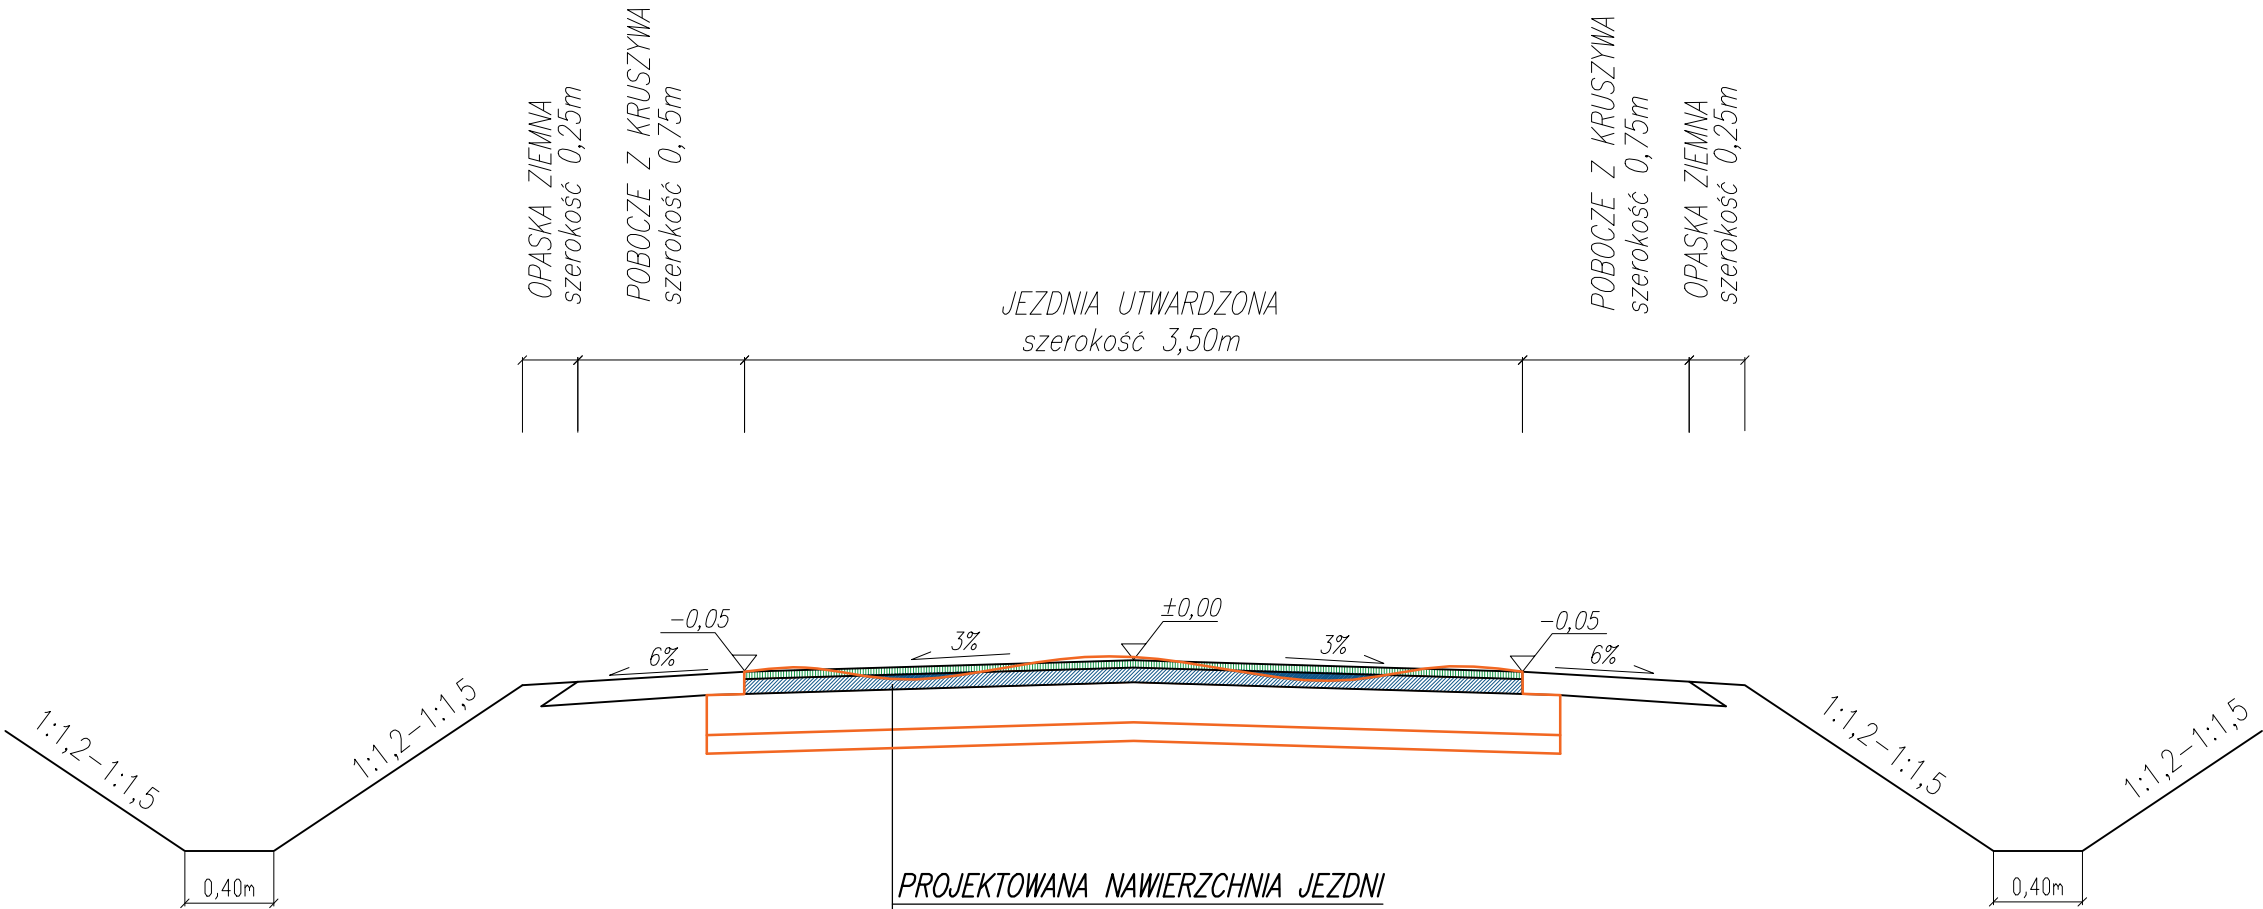 OPASKA ZIEMNA
szerokość 0,25m
POBOCZE Z KRUSZYWA
szerokość 0,75m
JEZDNIA UTWARDZONA
szerokość 3,50m
POBOCZE Z KRUSZYWA
szerokość 0,75m
OPASKA ZIEMNA
szerokość 0,25m
-0,05
±0,00
-0,05
6%
3%
3%
6%
1:1,2-1:1,5
1:1,2-1:1,5
1:1,2-1:1,5
1:1,2-1:1,5
0,40m
PROJEKTOWANA NAWIERZCHNIA JEZDNI
0,40m